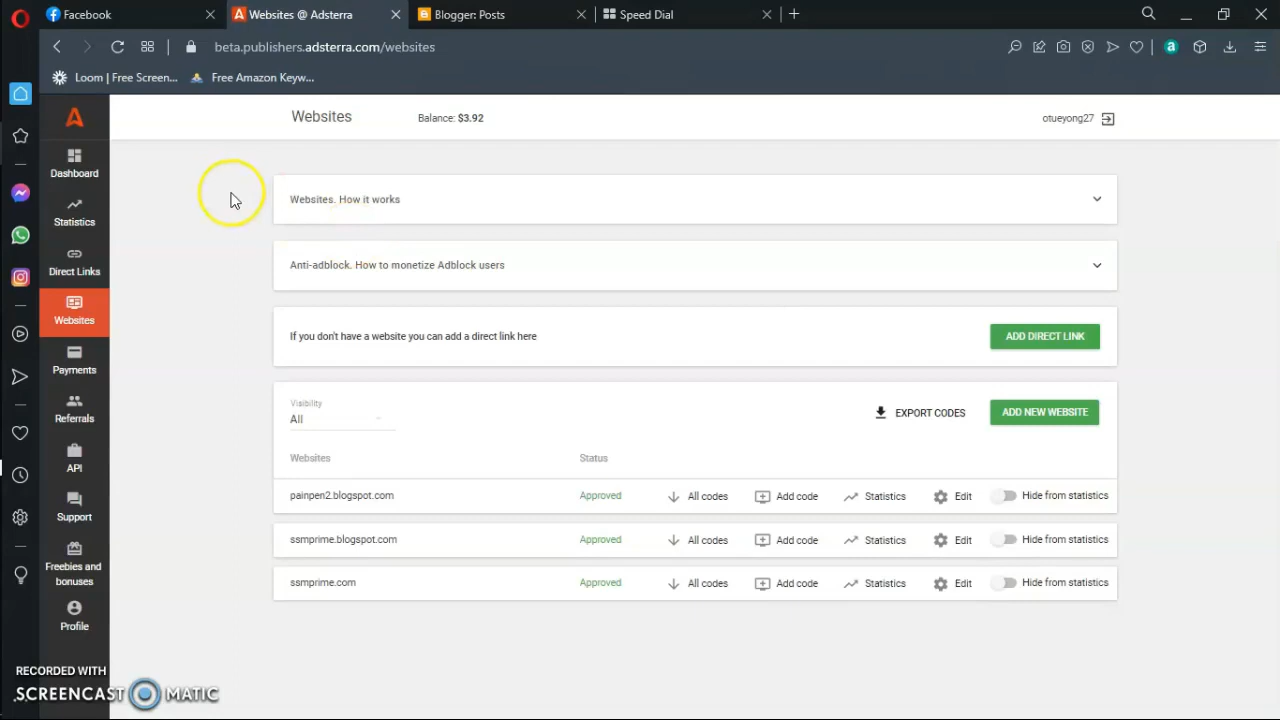 Facebook
Websites @ Adsterra
Blogger: Posts
Speed Dial
beta.publishers.adsterra.com/websites
Loom | Free Screen...
Free Amazon Keyw...
Websites
Balance: $3.92
otueyong27
Dashboard
Statistics
Direct Links
Websites
Payments
Referrals
API
Support
Freebies and
bonuses
Profile
Websites. How it works
Anti-adblock. How to monetize Adblock users
If you don't have a website you can add a direct link here
ADD DIRECT LINK
Visibility
All
EXPORT CODES
ADD NEW WEBSITE
Websites Status
painpen2.blogspot.com Approved All codes Add code Statistics Edit Hide from statistics
ssmprime.blogspot.com Approved All codes Add code Statistics Edit Hide from statistics
ssmprime.com Approved All codes Add code Statistics Edit Hide from statistics
RECORDED WITH
SCREENCAST MATIC